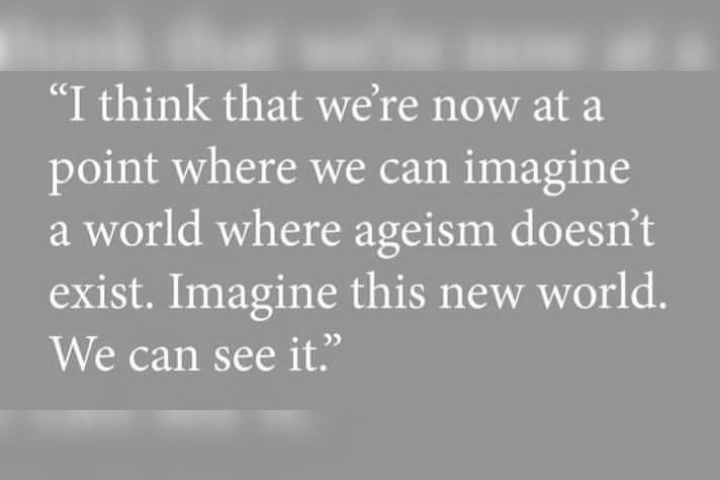 “I think that we’re now at a
point where we can imagine
a world where ageism doesn’t
exist. Imagine this new world.
We can see it.”